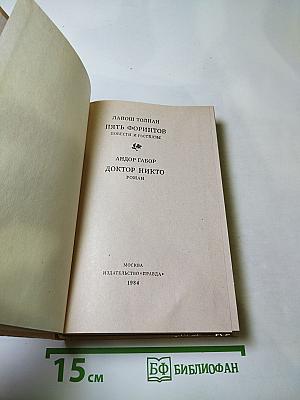 ЛАЙОШ ТОЛНАИ
ПЯТЬ ФОРИНТОВ
ПОВЕСТИ И РАССКАЗЫ
АНДОР ГАБОР
ДОКТОР НИКТО
РОМАН
МОСКВА
ИЗДАТЕЛЬСТВО «ПРАВДА»
1984
15 см
БФ БИБЛИОФАН